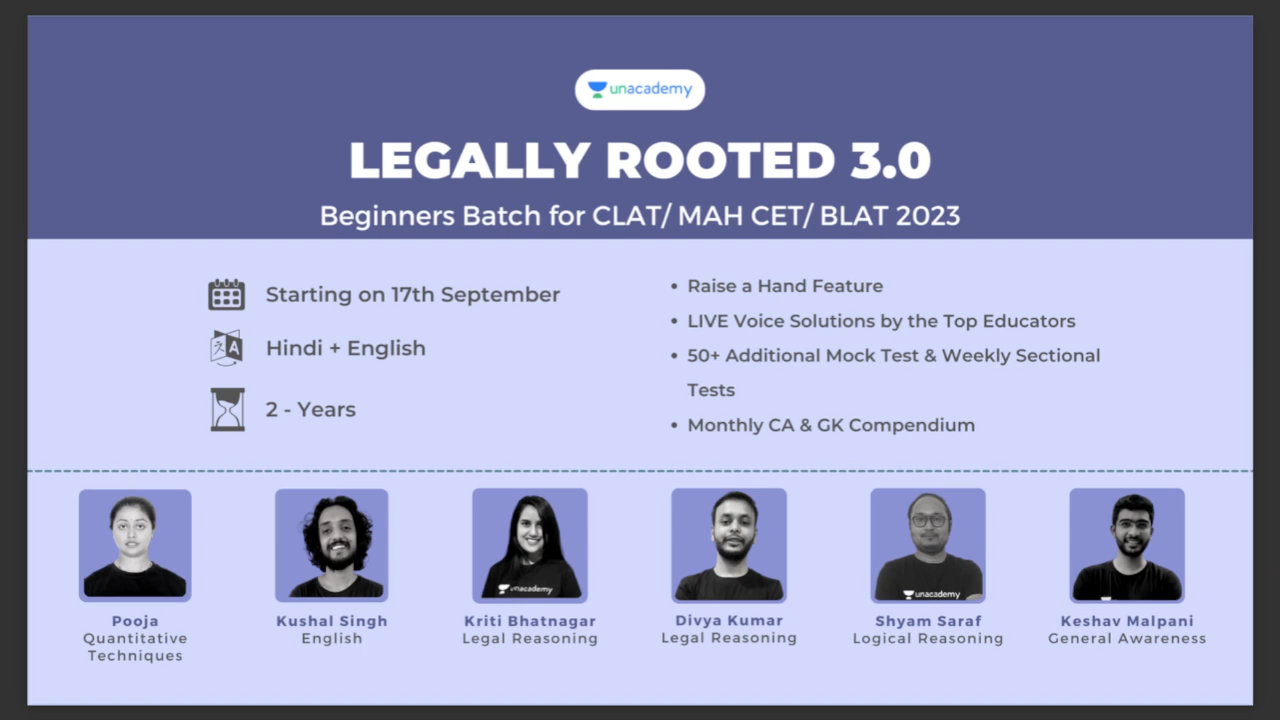 unacademy
LEGALLY ROOTED 3.0
Beginners Batch for CLAT/ MAH CET/ BLAT 2023
Starting on 17th September
Hindi + English
2 - Years
• Raise a Hand Feature
• LIVE Voice Solutions by the Top Educators
• 50+ Additional Mock Test & Weekly Sectional
Tests
• Monthly CA & GK Compendium
unacademy
unacademy
Pooja
Quantitative
Techniques
Kushal Singh
English
Kriti Bhatnagar
Legal Reasoning
Divya Kumar
Legal Reasoning
Shyam Saraf
Logical Reasoning
Keshav Malpani
General Awareness